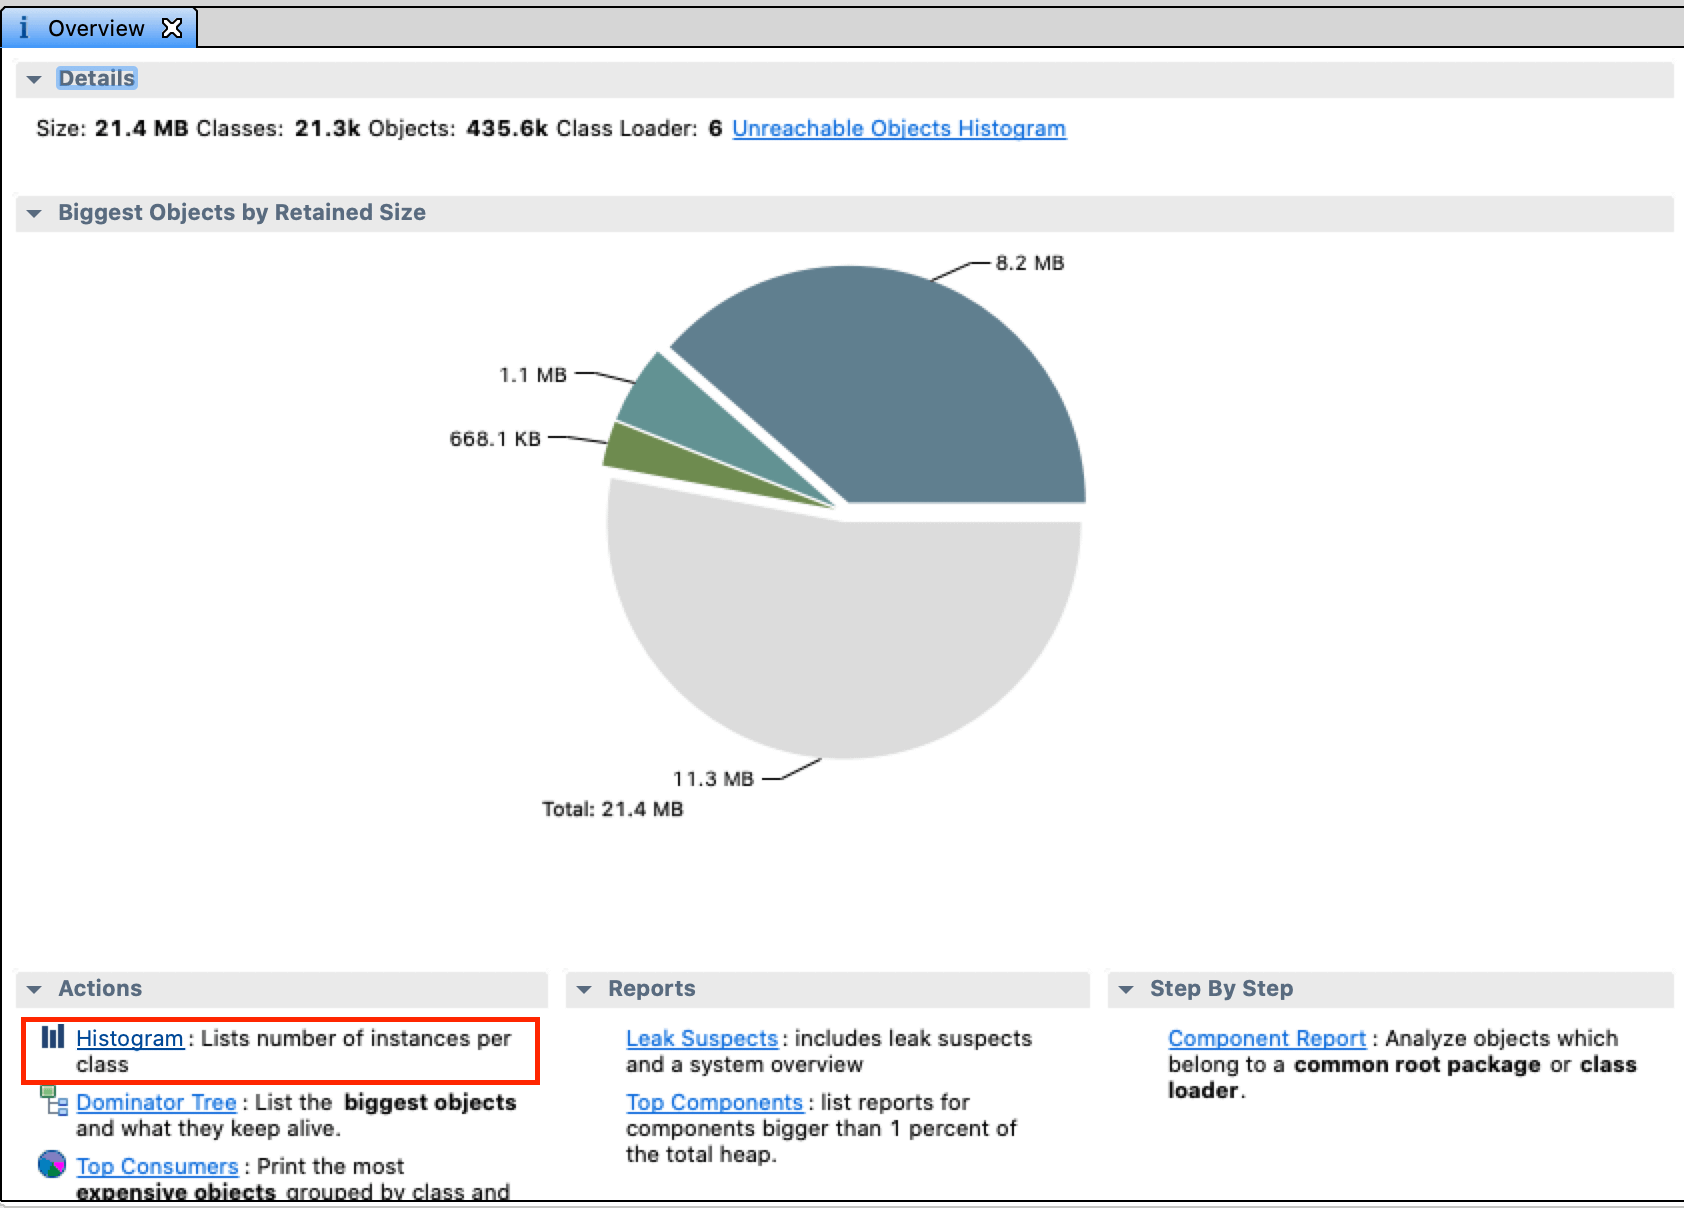 Overview
Details
Size: 21.4 MB Classes: 21.3k Objects: 435.6k Class Loader: 6 Unreachable Objects Histogram
Biggest Objects by Retained Size
8.2 MB
1.1 MB
668.1 KB
11.3 MB
Total: 21.4 MB
Actions
Histogram : Lists number of instances per
class
Dominator Tree : List the biggest objects
and what they keep alive.
Top Consumers : Print the most
expensive objects grouped by class and
Reports
Leak Suspects : includes leak suspects
and a system overview
Top Components : list reports for
components bigger than 1 percent of
the total heap.
Step By Step
Component Report : Analyze objects which
belong to a common root package or class
loader.